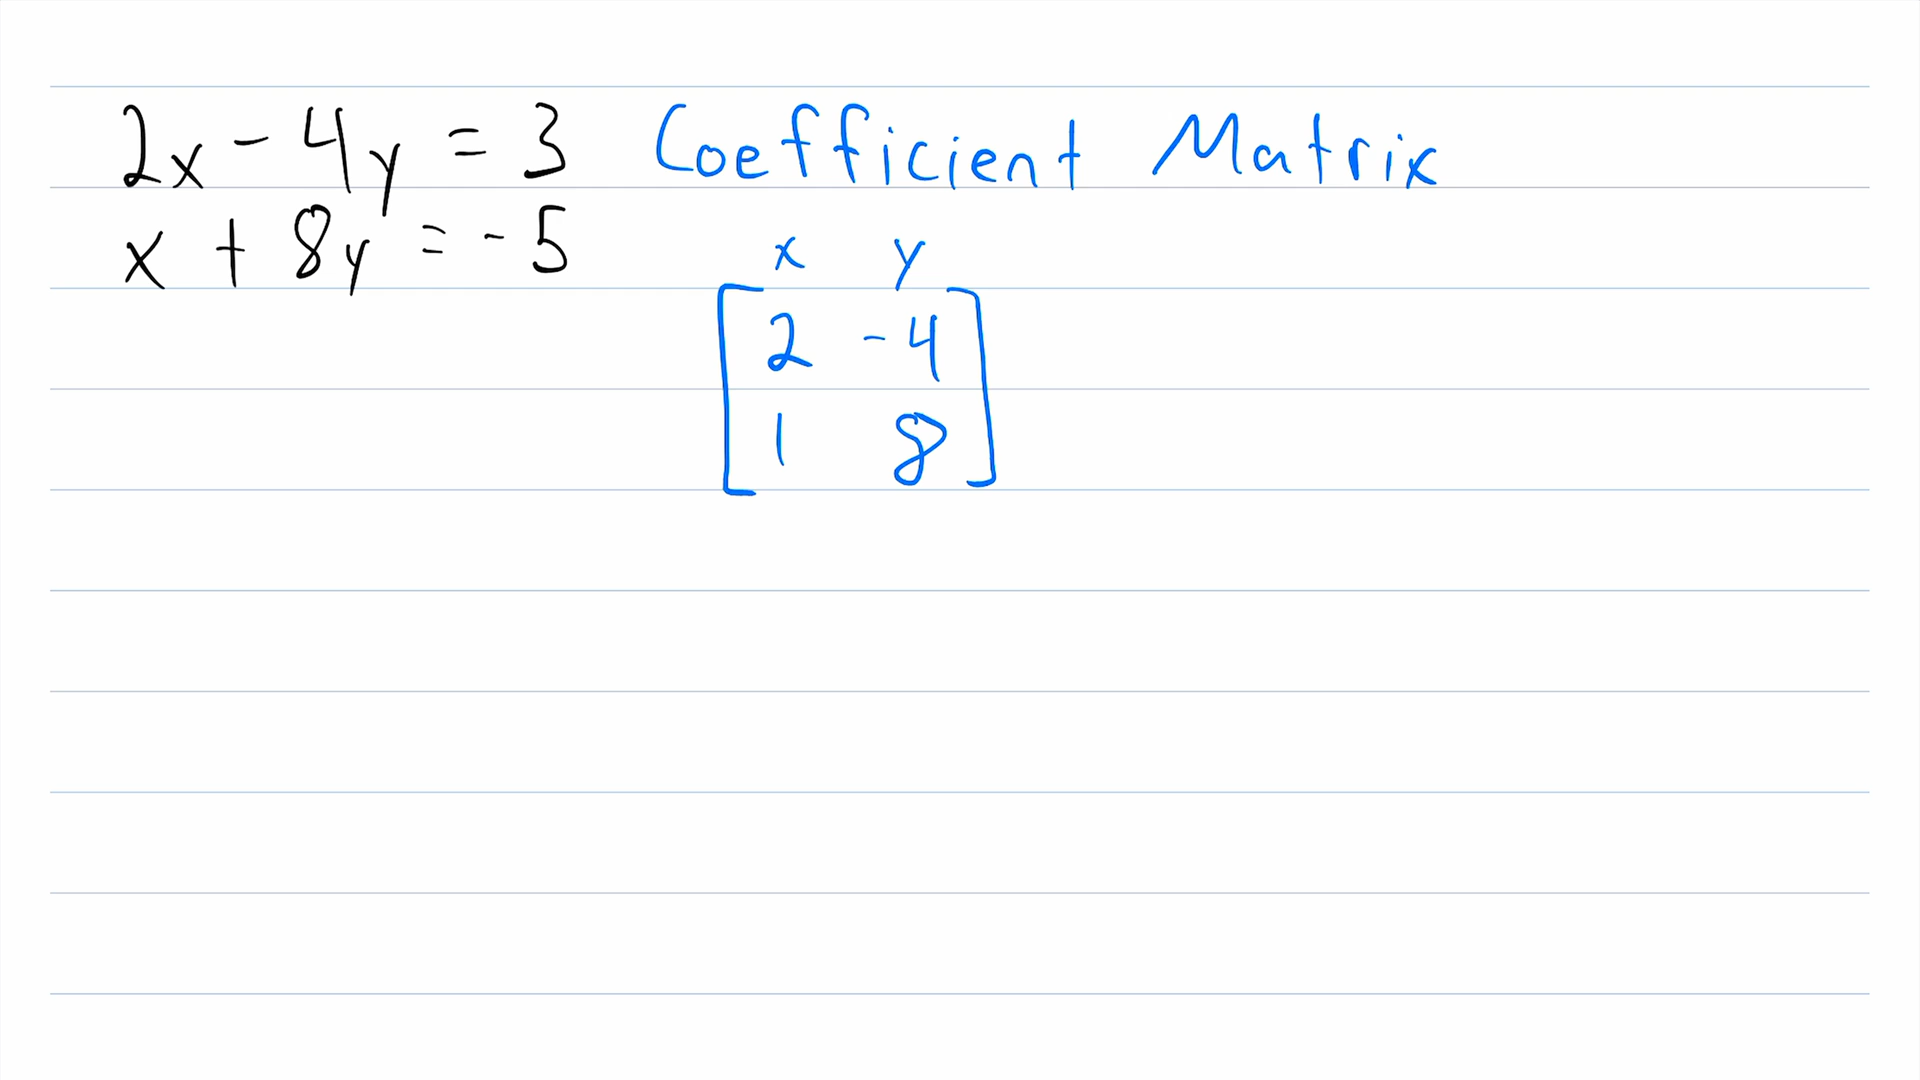 2x - 4y = 3
x + 8y = -5
Coefficient Matrix
x y
2 -4
1 8